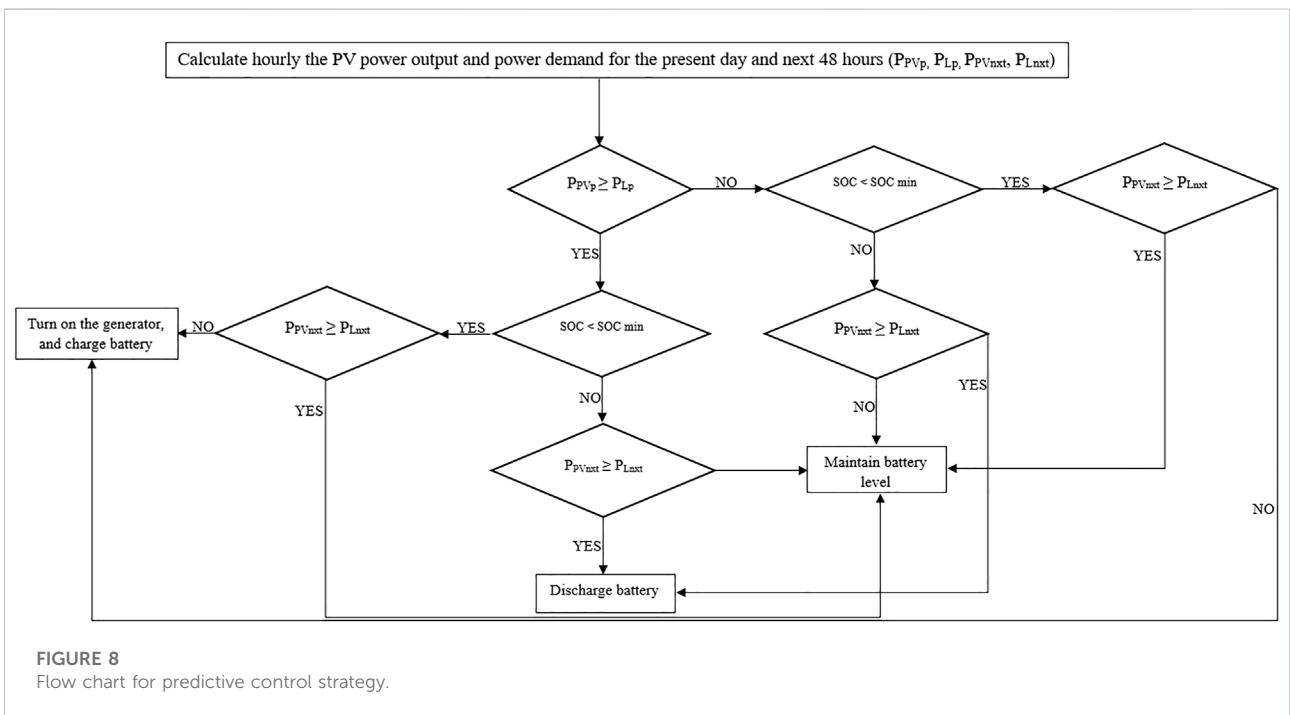 Calculate hourly the PV power output and power demand for the present day and next 48 hours (PPVp, PLp, PPVnxt, PLnxt)
PPVp ≥ PLp
NO
SOC < SOC min
YES
PPVnxt ≥ PLnxt
YES
NO
YES
Turn on the generator,
and charge battery
NO
PPVnxt ≥ PLnxt
YES
SOC < SOC min
PPVnxt ≥ PLnxt
YES
NO
NO
YES
PPVnxt ≥ PLnxt
Maintain battery
level
NO
YES
Discharge battery
FIGURE 8
Flow chart for predictive control strategy.